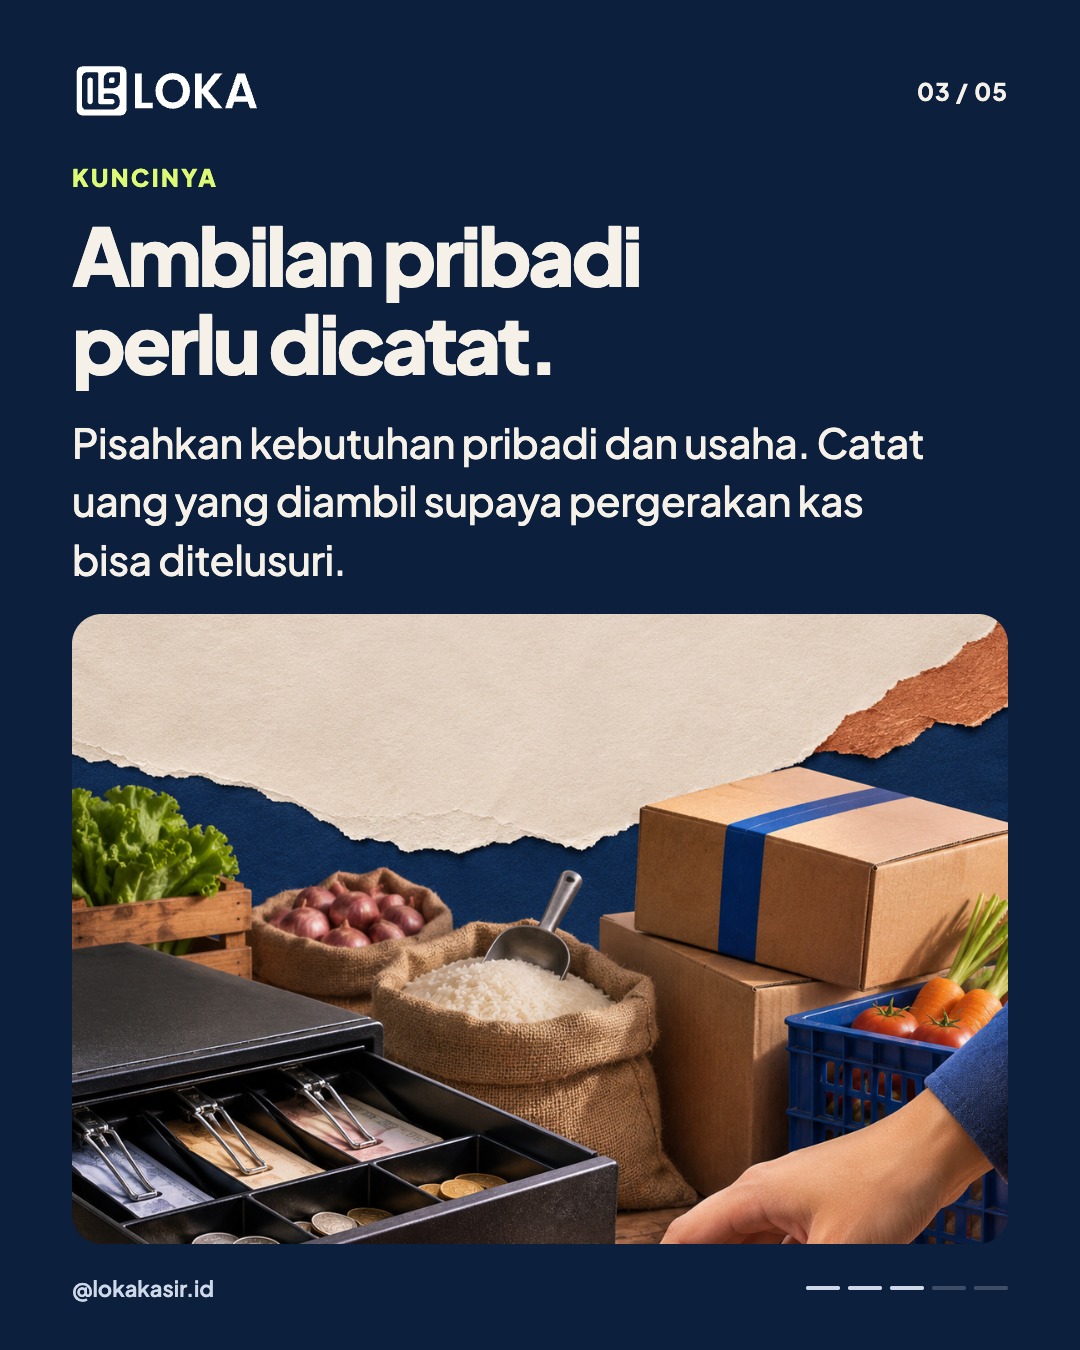 LOKA
03 / 05
KUNCINYA
Ambilan pribadi
perlu dicatat.
Pisahkan kebutuhan pribadi dan usaha. Catat
uang yang diambil supaya pergerakan kas
bisa ditelusuri.
@lokakasir.id